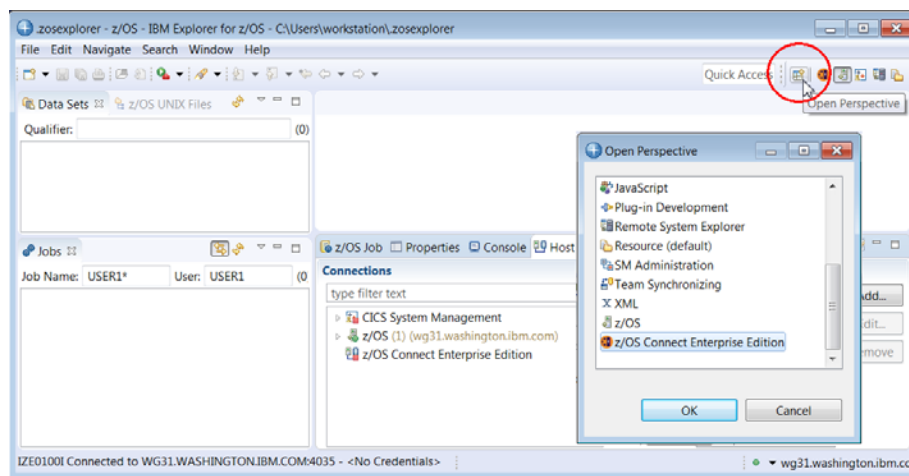 .zosexplorer - z/OS - IBM Explorer for z/OS - C:\Users\workstation\.zosexplorer
File Edit Navigate Search Window Help
Quick Access
Open Perspective
Data Sets z/OS UNIX Files
Qualifier: (0)
Open Perspective
JavaScript
Plug-in Development
Remote System Explorer
Resource (default)
SM Administration
Team Synchronizing
XML
z/OS
z/OS Connect Enterprise Edition
OK Cancel
Jobs
Job Name: USER1* User: USER1 (0
z/OS Job Properties Console Host
Connections
type filter text
CICS System Management
z/OS (1) (wg31.washington.ibm.com)
z/OS Connect Enterprise Edition
dd...
dit...
move
IZE0100I Connected to WG31.WASHINGTON.IBM.COM:4035 - <No Credentials>
wg31.washington.ibm.co